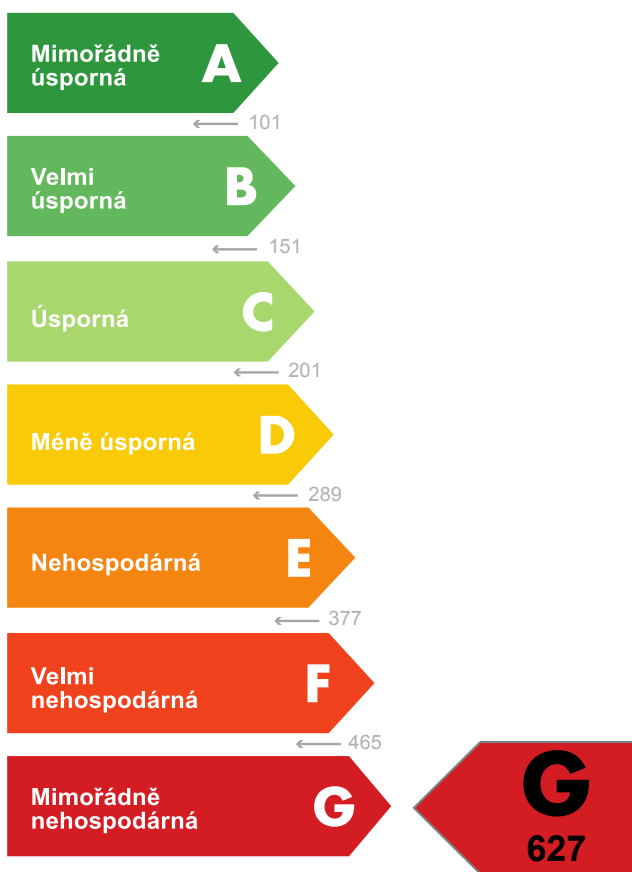 Mimořádně
úsporná
A
101
Velmi
úsporná
B
151
Úsporná
C
201
Méně úsporná
D
289
Nehospodárná
E
377
Velmi
nehospodárná
F
465
Mimořádně
nehospodárná
G
G
627